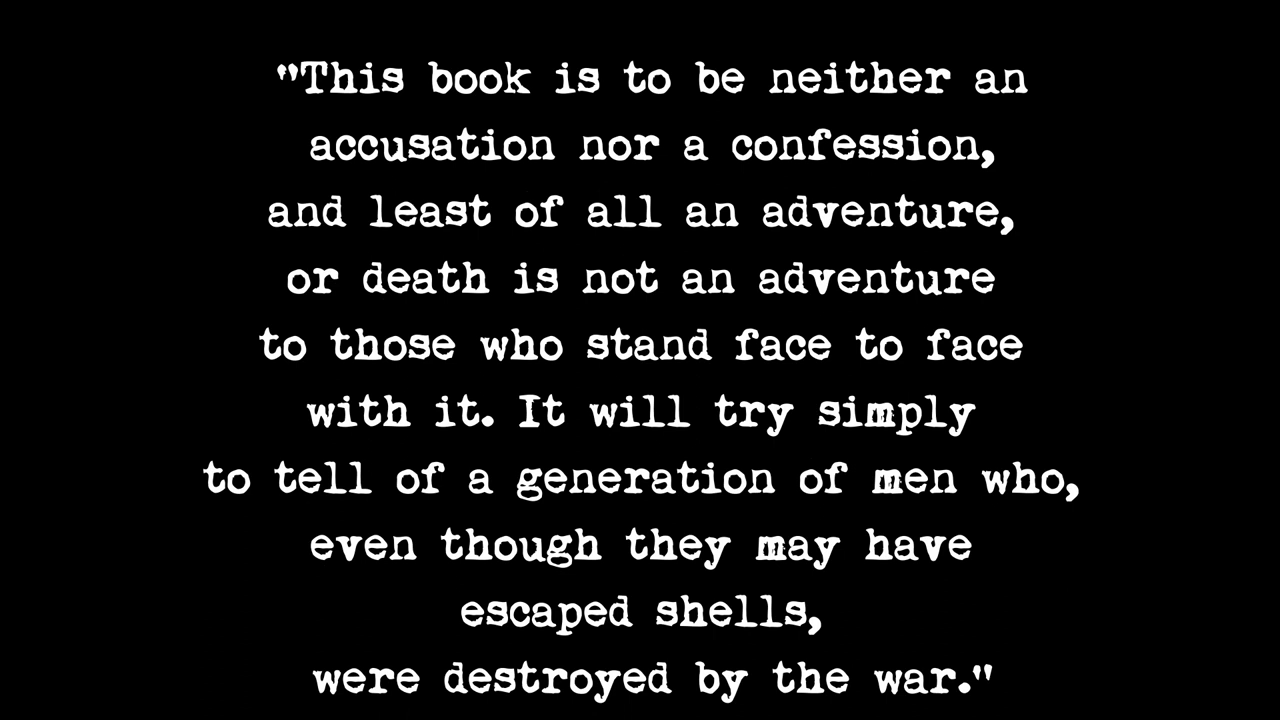 "This book is to be neither an
accusation nor a confession,
and least of all an adventure,
or death is not an adventure
to those who stand face to face
with it. It will try simply
to tell of a generation of men who,
even though they may have
escaped shells,
were destroyed by the war."